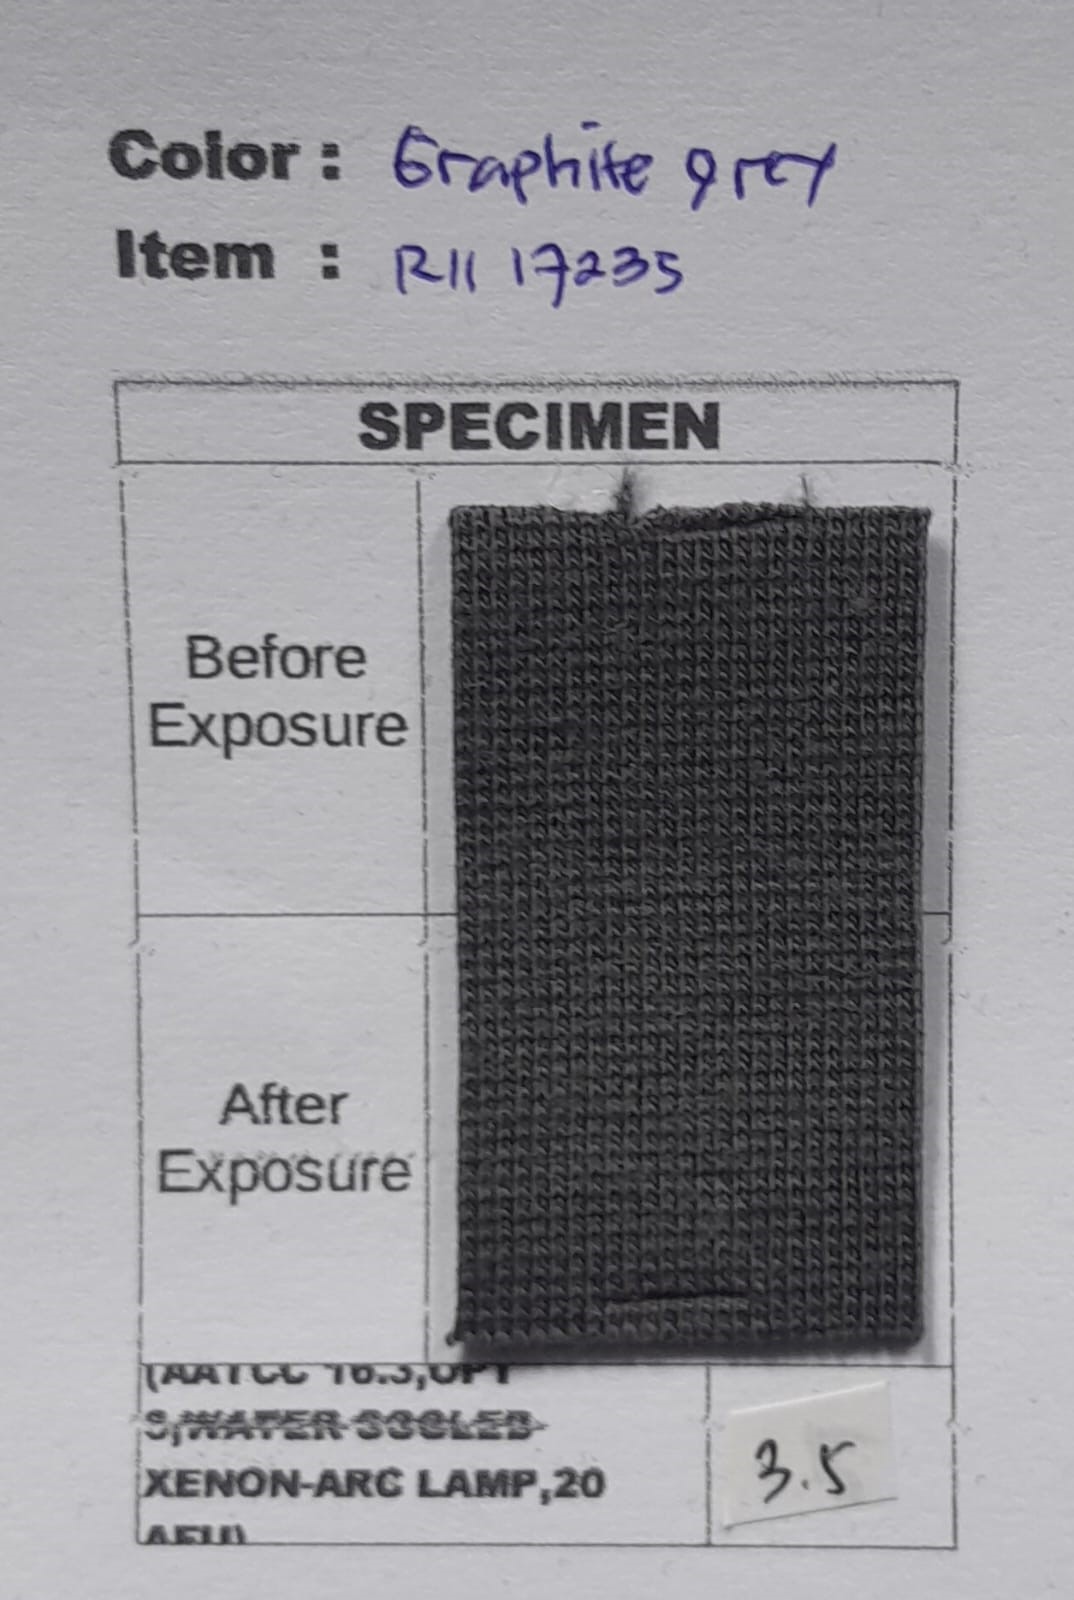 Color : Graphite grey
Item : R11 17235
SPECIMEN
Before
Exposure
After
Exposure
(AATCC 16.3,OPT
3,WATER COOLED
XENON-ARC LAMP,20
AFU)
3.5